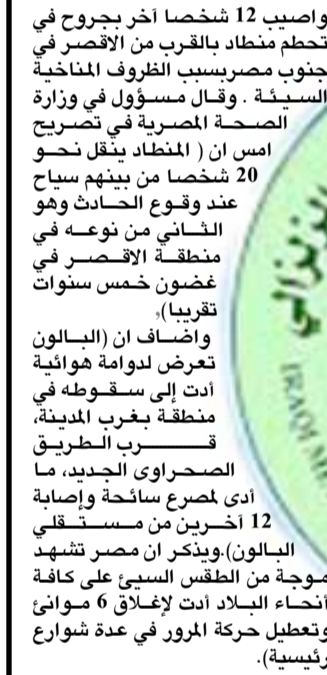 واصيب 12 شخصا آخر بجروح في
تحطم منطاد بالقرب من الاقصر في
جنوب مصربسبب الظروف المناخية
السيئة . وقال مسؤول في وزارة
الصحة المصرية في تصريح
امس ان ( المنطاد ينقل نحو
20 شخصا من بينهم سياح
عند وقوع الحادث وهو
الثاني من نوعه في
منطقة الاقصر في
غضون خمس سنوات
تقريبا),
واضاف ان (البالون
تعرض لدوامة هوائية
أدت إلى سقوطه في
منطقة بغرب المدينة،
قرب الطريق
الصحراوى الجديد، ما
أدى لمصرع سائحة وإصابة
12 آخرين من مستقلي
البالون).ويذكر ان مصر تشهد
موجة من الطقس السيئ على كافة
أنحاء البلاد أدت لإغلاق 6 موانئ
وتعطيل حركة المرور في عدة شوارع
رئيسية).
IRAQI